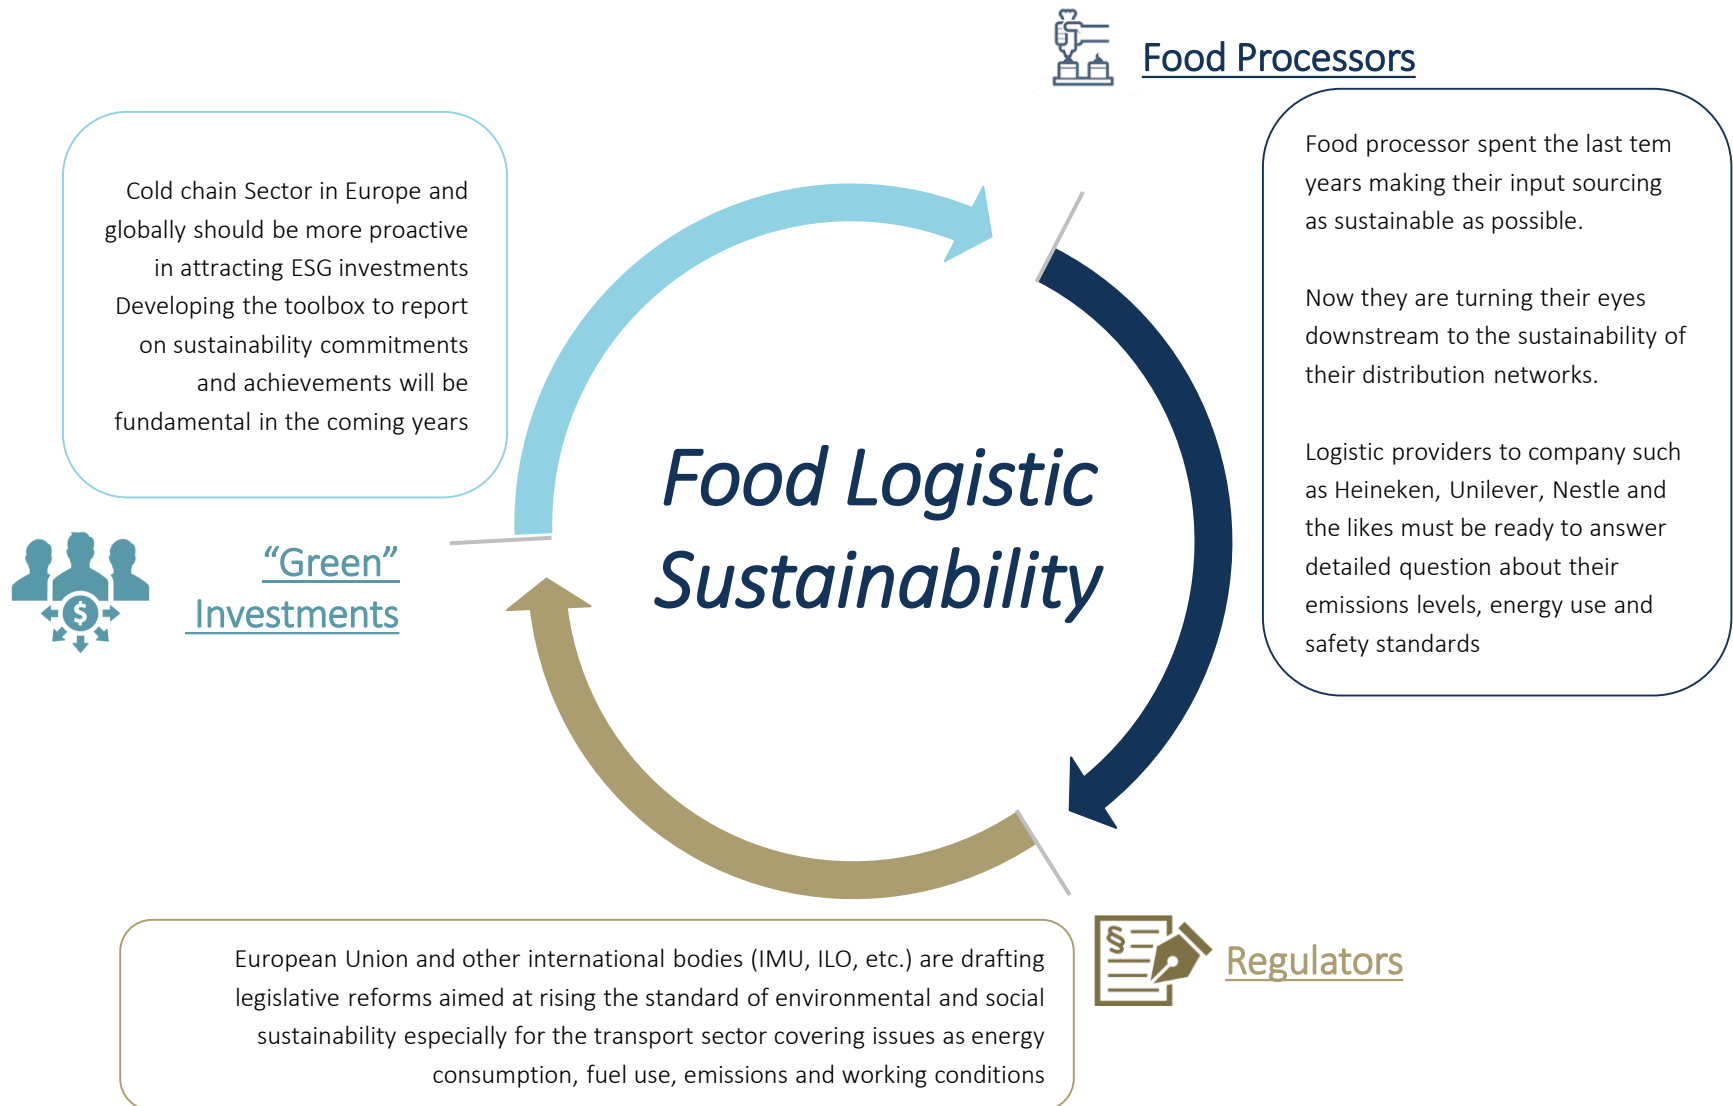 Food Processors
Food processor spent the last tem
years making their input sourcing
as sustainable as possible.
Now they are turning their eyes
downstream to the sustainability of
their distribution networks.
Logistic providers to company such
as Heineken, Unilever, Nestle and
the likes must be ready to answer
detailed question about their
emissions levels, energy use and
safety standards
Cold chain Sector in Europe and
globally should be more proactive
in attracting ESG investments
Developing the toolbox to report
on sustainability commitments
and achievements will be
fundamental in the coming years
“Green”
Investments
$
Food Logistic
Sustainability
European Union and other international bodies (IMU, ILO, etc.) are drafting
legislative reforms aimed at rising the standard of environmental and social
sustainability especially for the transport sector covering issues as energy
consumption, fuel use, emissions and working conditions
§
Regulators